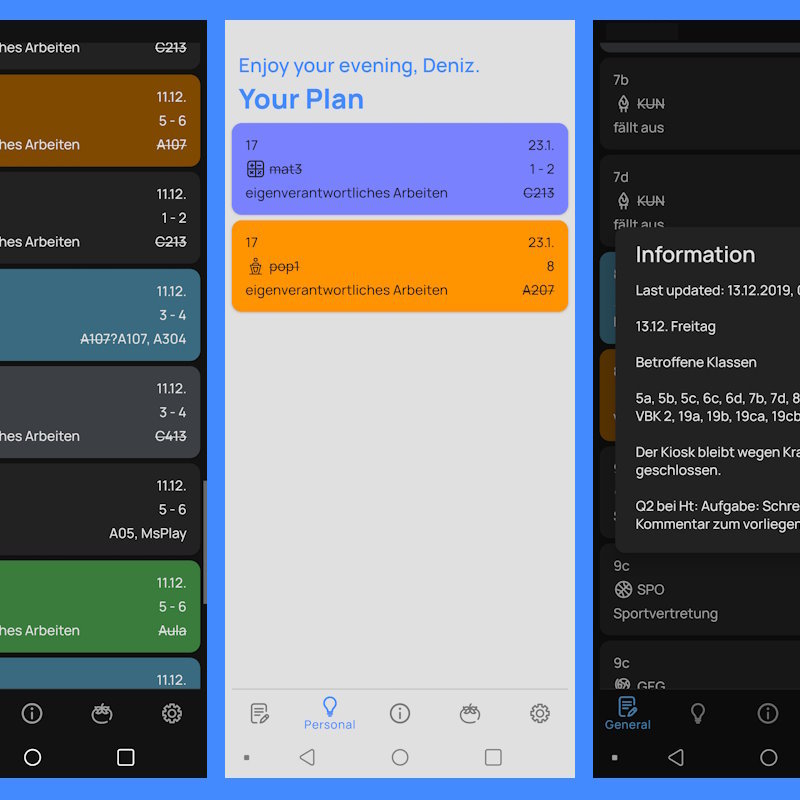 hes Arbeiten C213
11.12.
5 - 6
hes Arbeiten A107
11.12.
1 - 2
hes Arbeiten C213
11.12.
3 - 4
A107?A107, A304
11.12.
3 - 4
hes Arbeiten C413
11.12.
5 - 6
A05, MsPlay
11.12.
5 - 6
hes Arbeiten Aula
11.12.
Enjoy your evening, Deniz.
Your Plan
17 23.1.
mat3 1 - 2
eigenverantwortliches Arbeiten C213
17 23.1.
pop1 8
eigenverantwortliches Arbeiten A207
Personal
7b
KUN
fällt aus
7d
KUN
fällt aus
Information
Last updated: 13.12.2019,
13.12. Freitag
Betroffene Klassen
5a, 5b, 5c, 6c, 6d, 7b, 7d, 8
VBK 2, 19a, 19b, 19ca, 19cb
Der Kiosk bleibt wegen Kra
geschlossen.
Q2 bei Ht: Aufgabe: Schre
Kommentar zum vorliegen
9c
SPO
Sportvertretung
9c
GEG
General